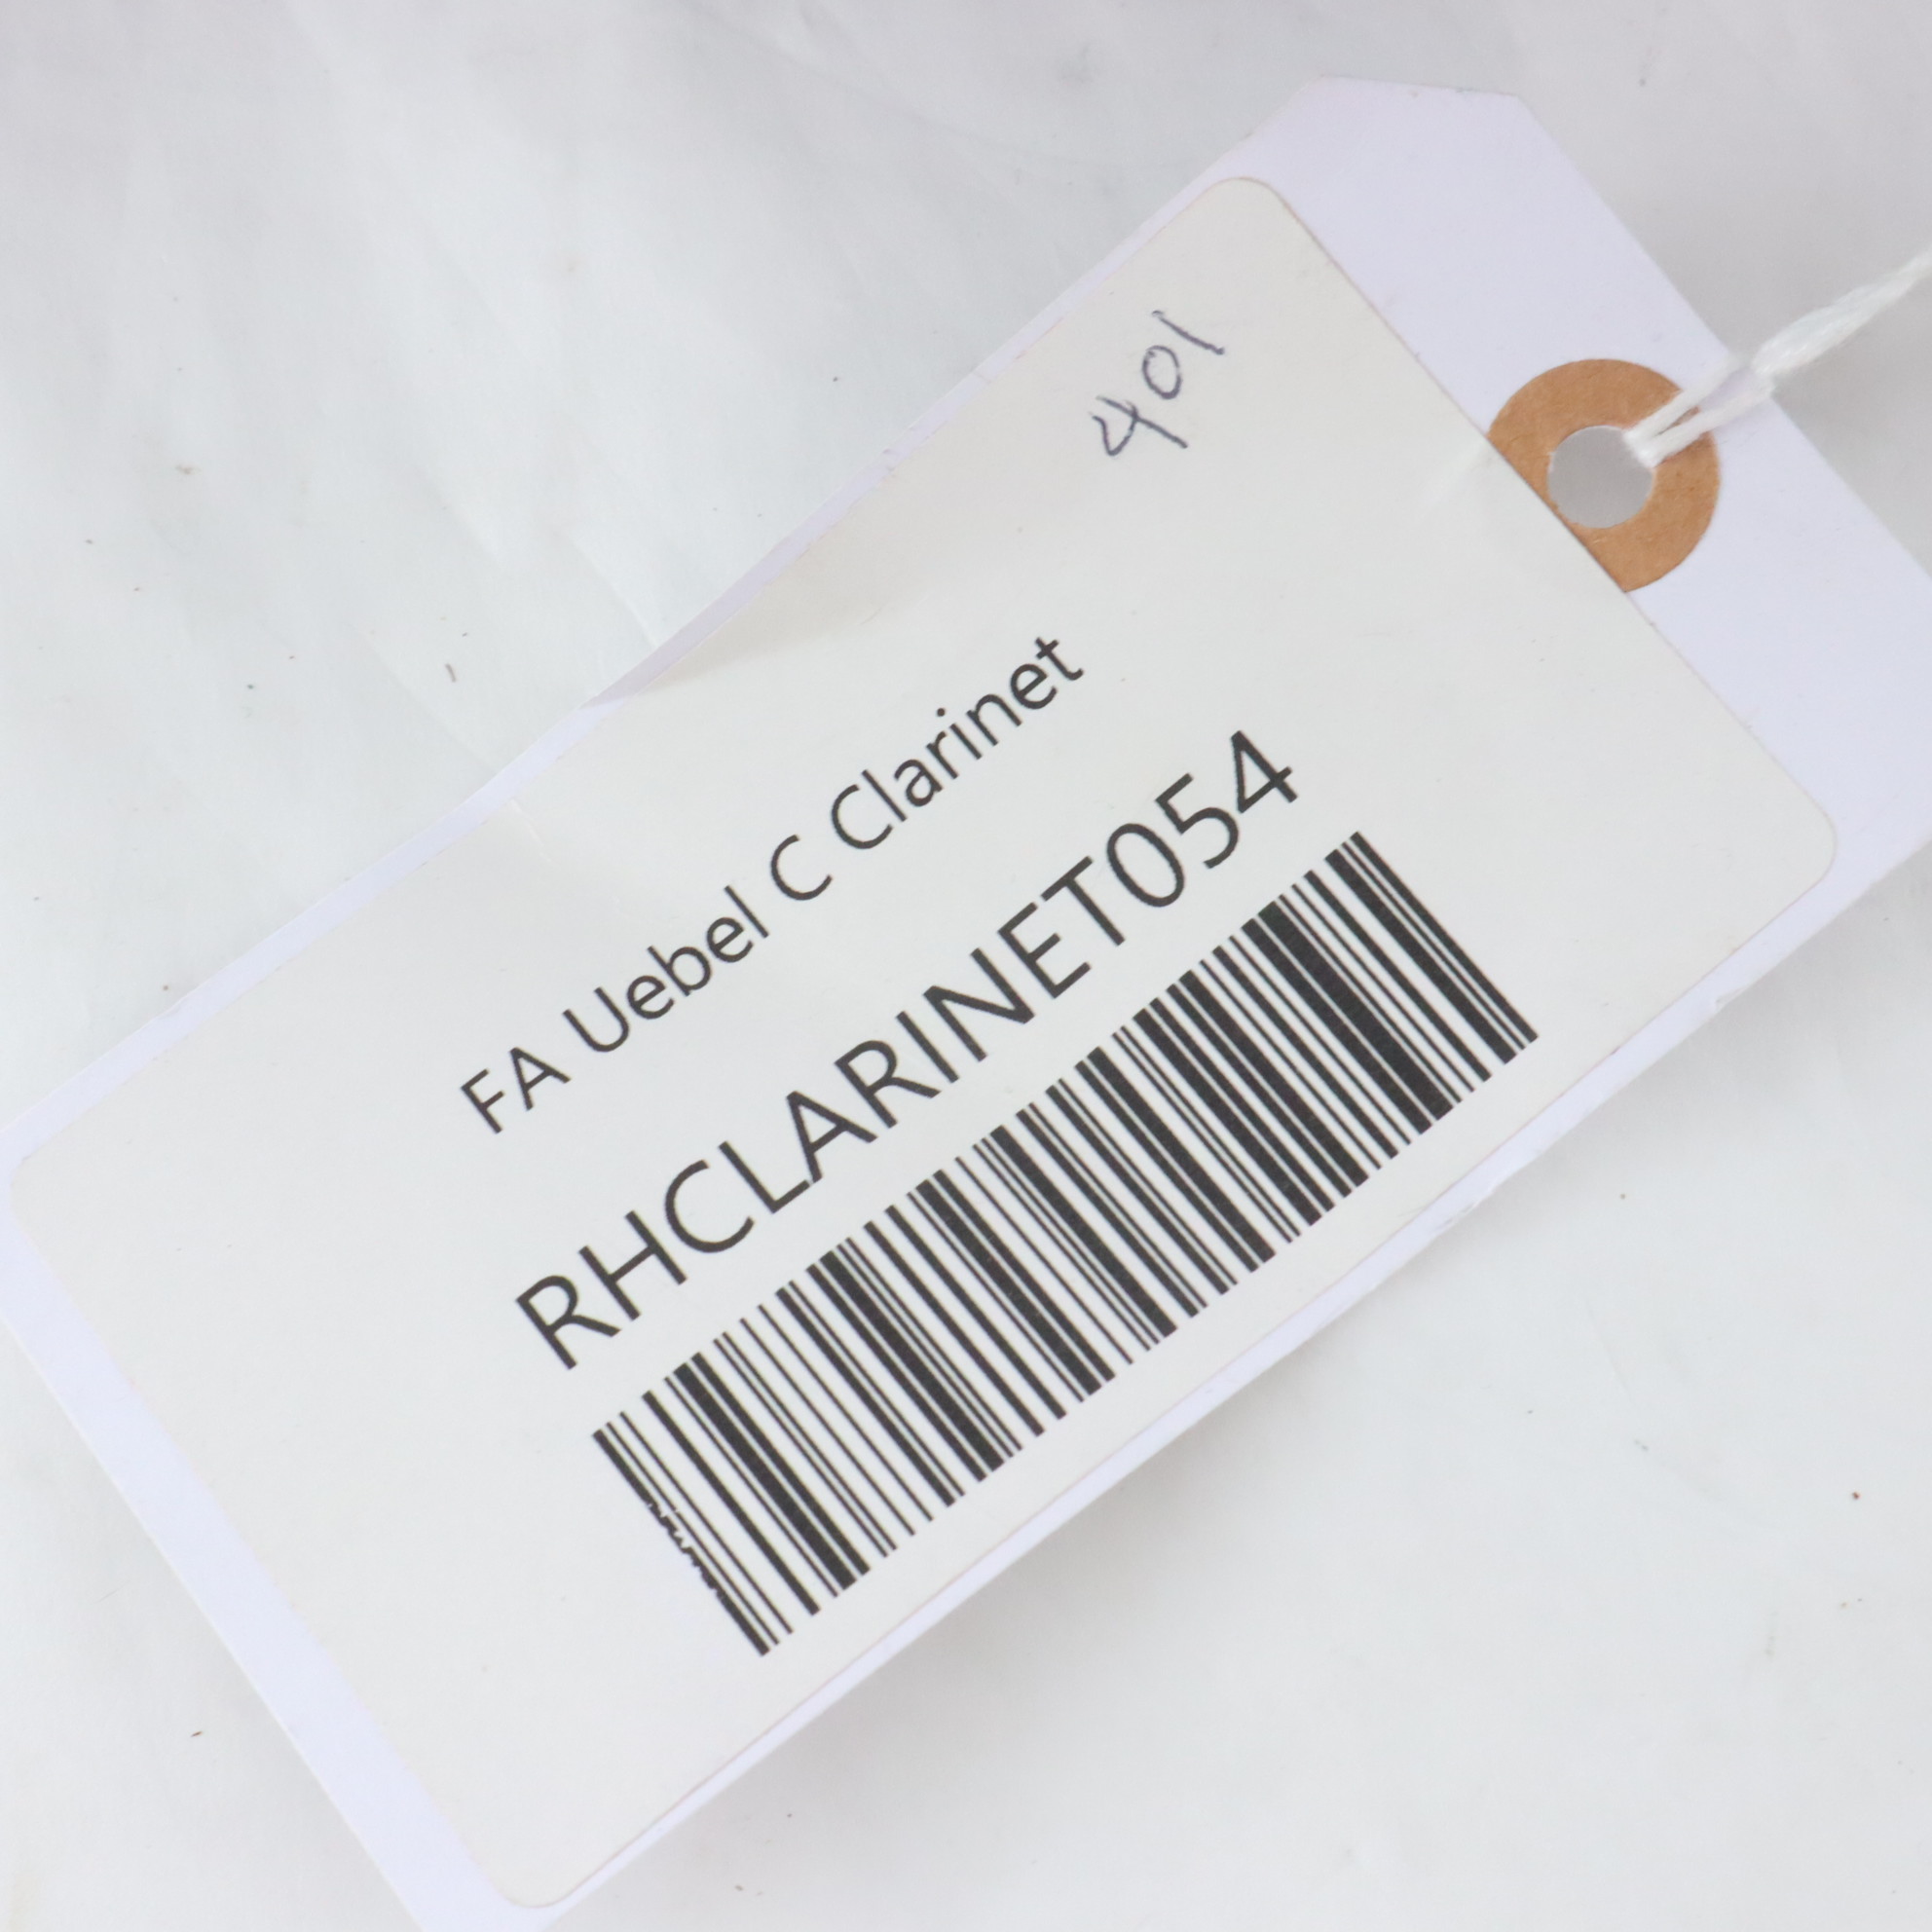 401
FA Uebel C Clarinet
RHCLARINET054